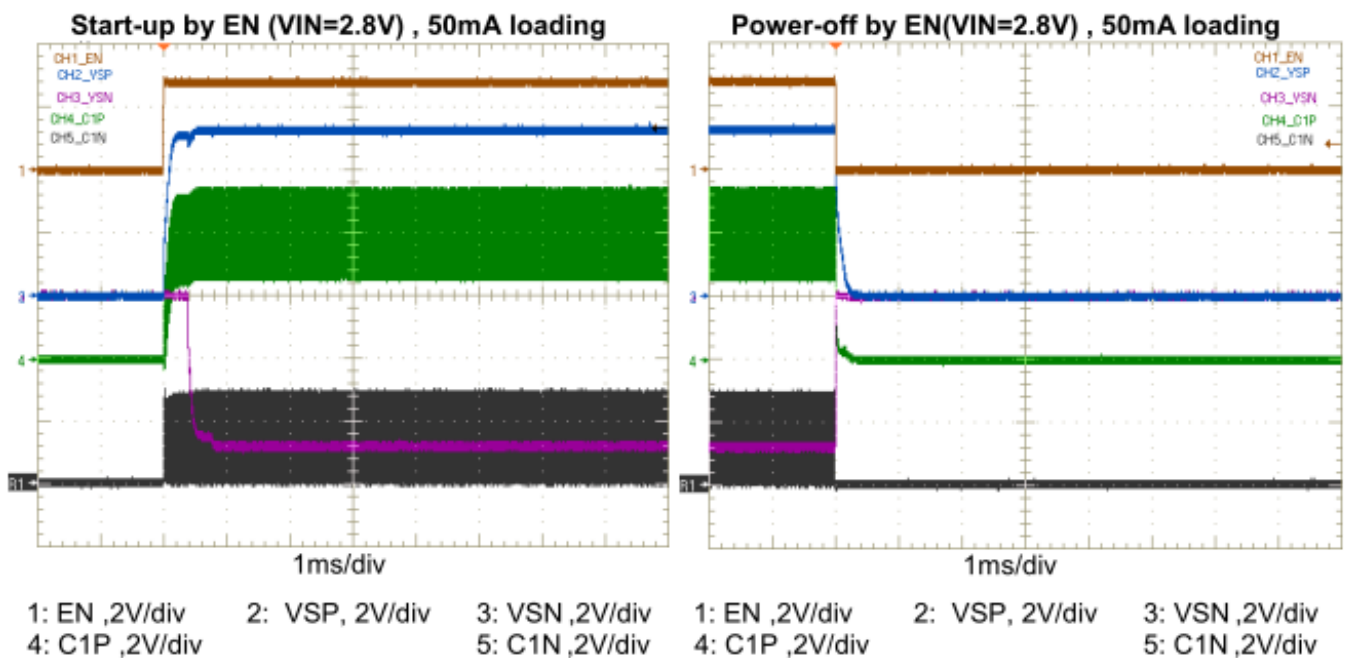 Start-up by EN (VIN=2.8V) , 50mA loading
CH1_EN
CH2_VSP
CH3_VSN
CH4_C1P
CH5_C1N
1
3
4
R1
1ms/div
1: EN ,2V/div 2: VSP, 2V/div 3: VSN ,2V/div
4: C1P ,2V/div 5: C1N ,2V/div
Power-off by EN(VIN=2.8V) , 50mA loading
CH1_EN
CH2_VSP
CH3_VSN
CH4_C1P
CH5_C1N
1
3
4
R1
1ms/div
1: EN ,2V/div 2: VSP, 2V/div 3: VSN ,2V/div
4: C1P ,2V/div 5: C1N, 2V/div